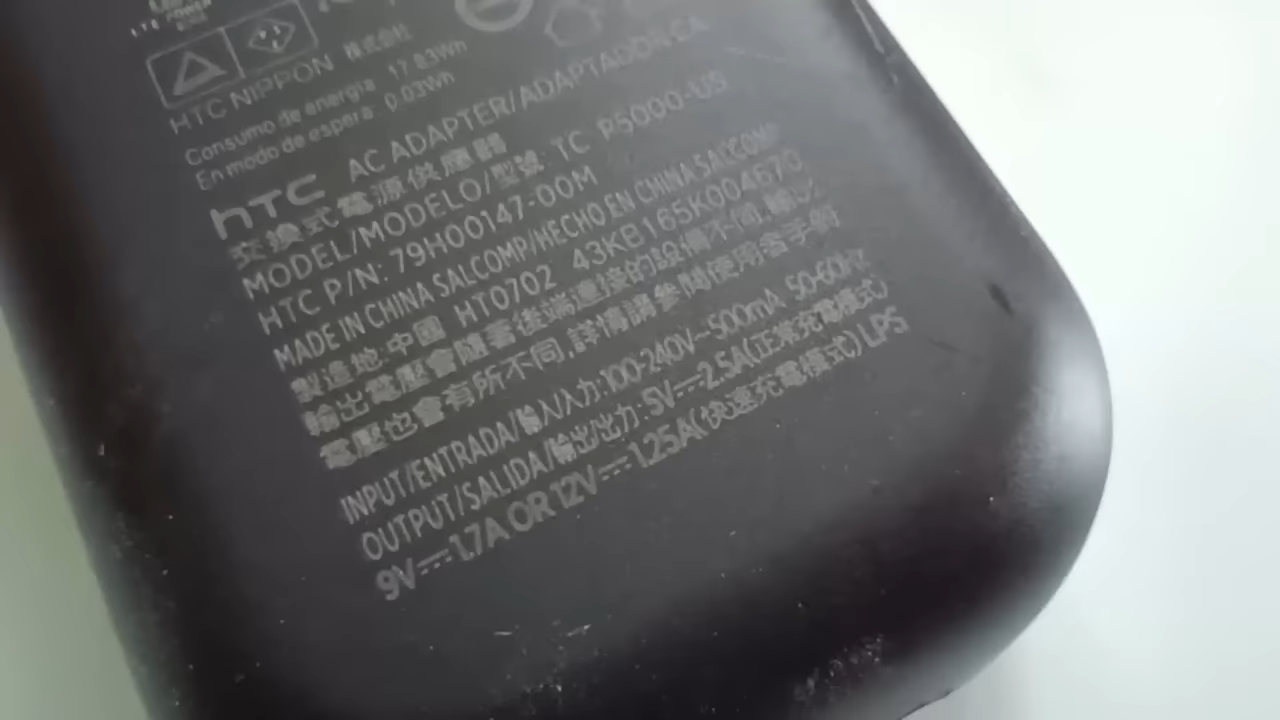 LTE POWER
HTC NIPPON 株式会社
Consumo de energía: 17.83Wh
En modo de espera: 0.03Wh
hTC AC ADAPTER/ADAPTADOR CA
交換式電源供應器
MODEL/MODELO/型號: TC P5000-US
HTC P/N: 79H00147-00M
MADE IN CHINA SALCOMP/HECHO EN CHINA SALCOMP
製造地:中國 HT0702 43KB165K004670
輸出電壓會隨著後端連接的設備不同,
電壓也會有所不同,詳情請參閱使用者手冊
INPUT/ENTRADA/輸入/入力:100-240V~500mA 50-60Hz
OUTPUT/SALIDA/輸出/出力:5V⎓2.5A(正常充電模式)
9V⎓1.7A OR 12V⎓1.25A(快速充電模式) LPS